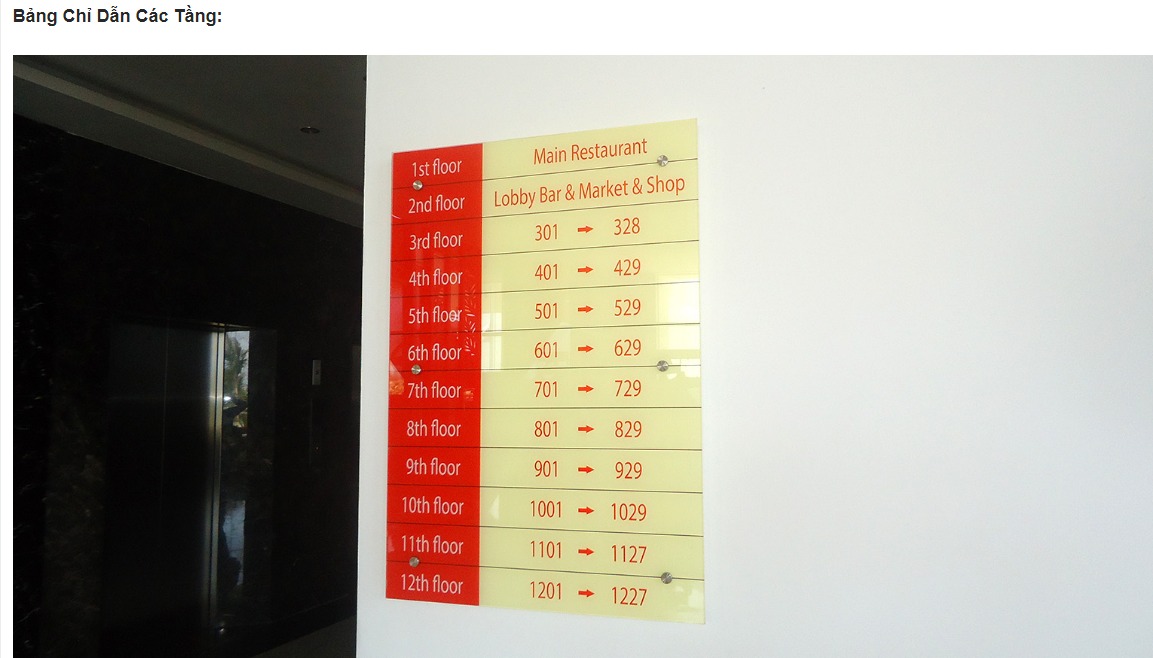 Bảng Chỉ Dẫn Các Tầng:
1st floor Main Restaurant
2nd floor Lobby Bar & Market & Shop
3rd floor 301 → 328
4th floor 401 → 429
5th floor 501 → 529
6th floor 601 → 629
7th floor 701 → 729
8th floor 801 → 829
9th floor 901 → 929
10th floor 1001 → 1029
11th floor 1101 → 1127
12th floor 1201 → 1227